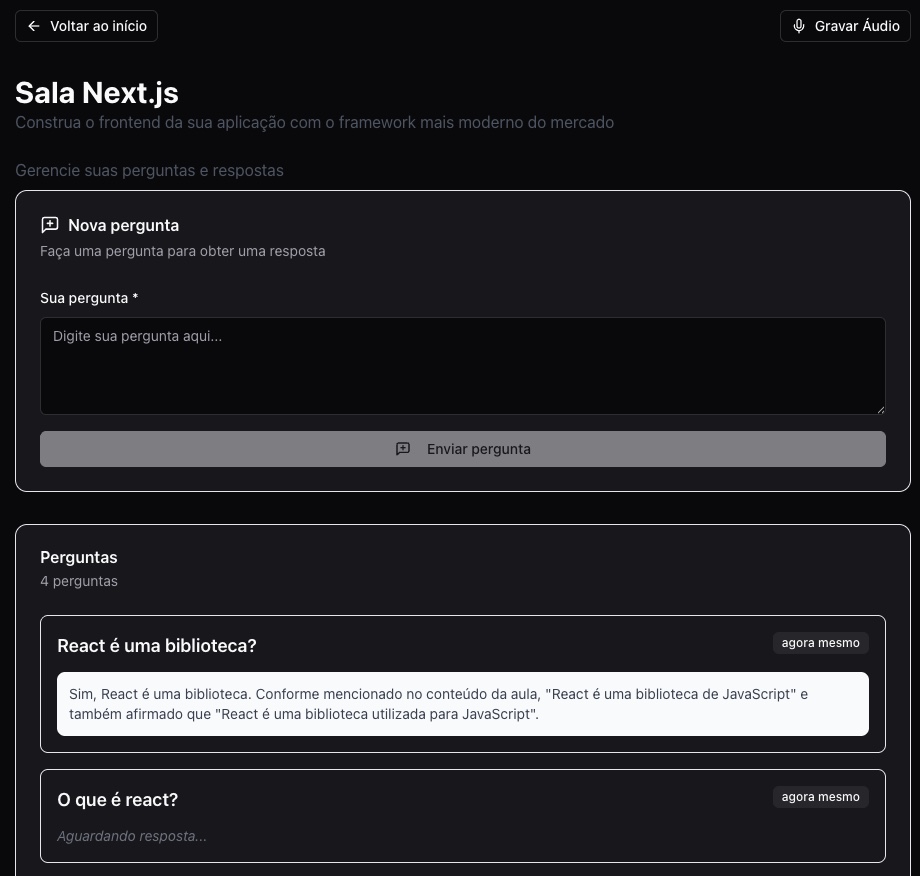 Voltar ao início
Gravar Áudio
Sala Next.js
Construa o frontend da sua aplicação com o framework mais moderno do mercado
Gerencie suas perguntas e respostas
Nova pergunta
Faça uma pergunta para obter uma resposta
Sua pergunta *
Digite sua pergunta aqui...
Enviar pergunta
Perguntas
4 perguntas
React é uma biblioteca?
agora mesmo
Sim, React é uma biblioteca. Conforme mencionado no conteúdo da aula, "React é uma biblioteca de JavaScript" e
também afirmado que "React é uma biblioteca utilizada para JavaScript".
O que é react?
agora mesmo
Aguardando resposta...